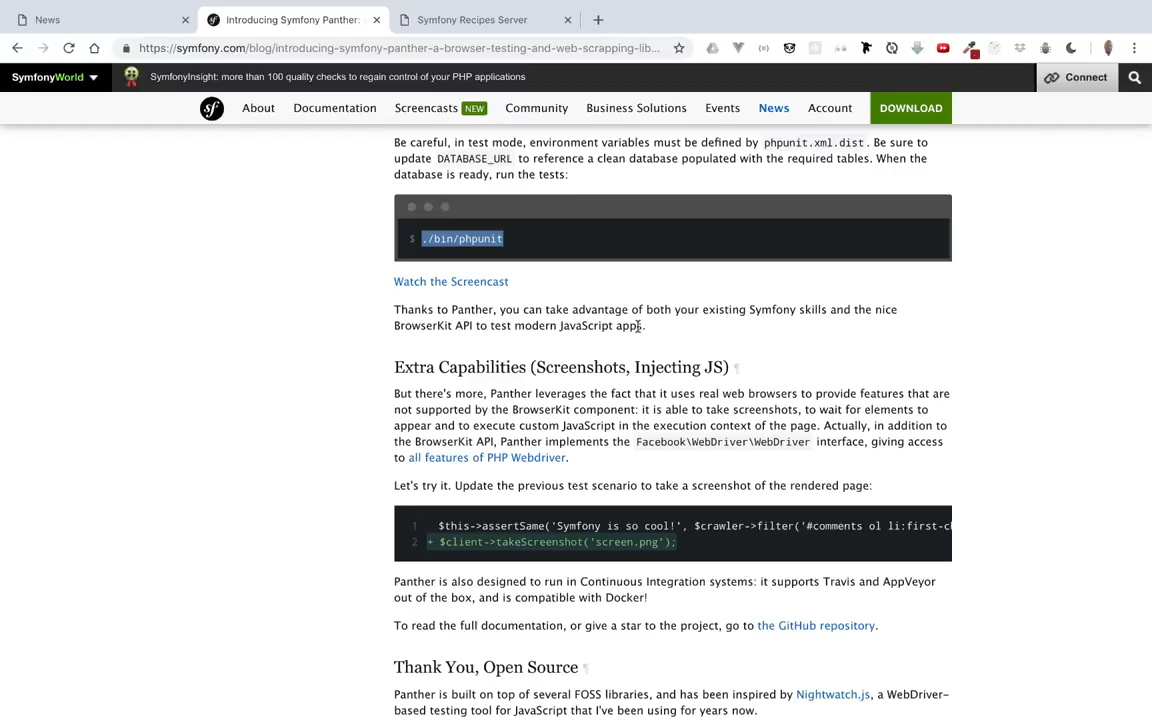 News
Introducing Symfony Panther:
Symfony Recipes Server
https://symfony.com/blog/introducing-symfony-panther-a-browser-testing-and-web-scrapping-lib...
SymfonyWorld
SymfonyInsight: more than 100 quality checks to regain control of your PHP applications
Connect
sf About Documentation Screencasts NEW Community Business Solutions Events News Account DOWNLOAD
Be careful, in test mode, environment variables must be defined by phpunit.xml.dist. Be sure to
update DATABASE_URL to reference a clean database populated with the required tables. When the
database is ready, run the tests:
$ ./bin/phpunit
Watch the Screencast
Thanks to Panther, you can take advantage of both your existing Symfony skills and the nice
BrowserKit API to test modern JavaScript apps.
Extra Capabilities (Screenshots, Injecting JS) ¶
But there's more, Panther leverages the fact that it uses real web browsers to provide features that are
not supported by the BrowserKit component: it is able to take screenshots, to wait for elements to
appear and to execute custom JavaScript in the execution context of the page. Actually, in addition to
the BrowserKit API, Panther implements the Facebook\WebDriver\WebDriver interface, giving access
to all features of PHP Webdriver.
Let's try it. Update the previous test scenario to take a screenshot of the rendered page:
1 $this->assertSame('Symfony is so cool!', $crawler->filter('#comments ol li:first-ch
2 + $client->takeScreenshot('screen.png');
Panther is also designed to run in Continuous Integration systems: it supports Travis and AppVeyor
out of the box, and is compatible with Docker!
To read the full documentation, or give a star to the project, go to the GitHub repository.
Thank You, Open Source ¶
Panther is built on top of several FOSS libraries, and has been inspired by Nightwatch.js, a WebDriver-
based testing tool for JavaScript that I've been using for years now.